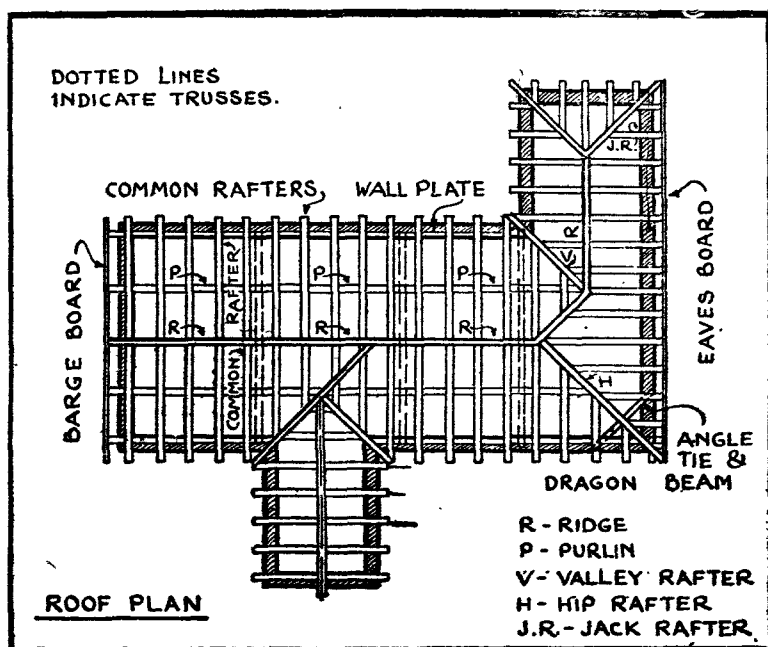 DOTTED LINES
INDICATE TRUSSES.
J.R.
COMMON RAFTERS
WALL PLATE
BARGE BOARD
EAVES BOARD
COMMON RAFTER
P
P
P
R
R
R
R
V
H
ANGLE
TIE &
DRAGON BEAM
R - RIDGE
P - PURLIN
V - VALLEY RAFTER
H - HIP RAFTER
J.R. - JACK RAFTER
ROOF PLAN